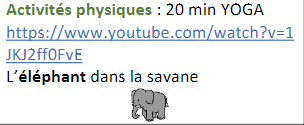 Activités physiques : 20 min YOGA
https://www.youtube.com/watch?v=1
JKJ2ff0FvE
L’éléphant dans la savane